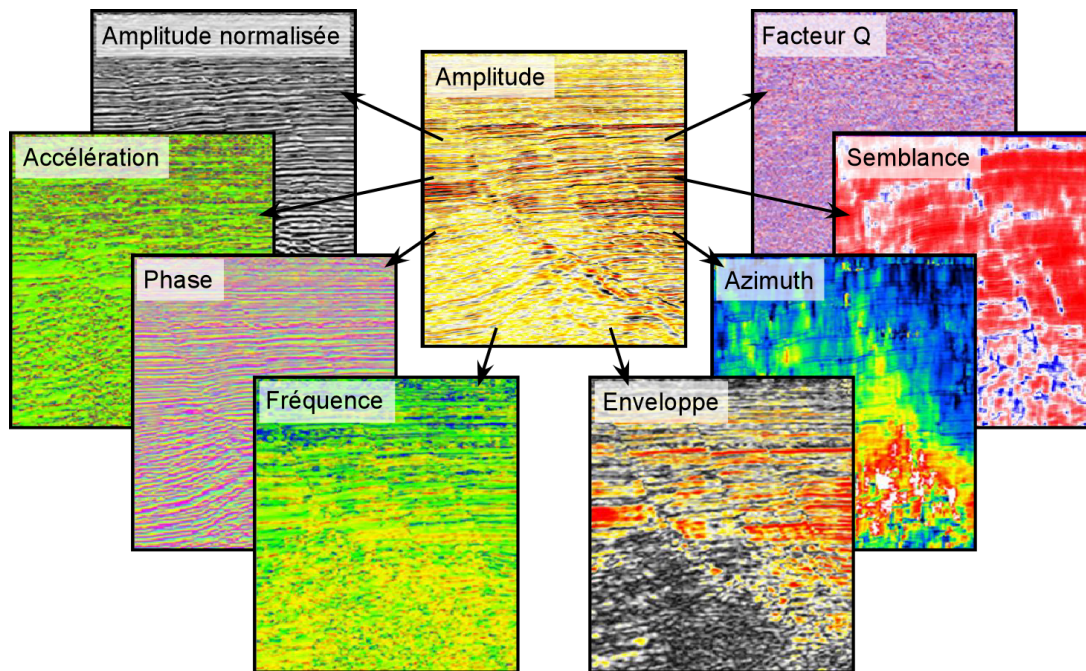 Amplitude normalisée
Amplitude
Facteur Q
Accélération
Semblance
Phase
Azimuth
Fréquence
Enveloppe